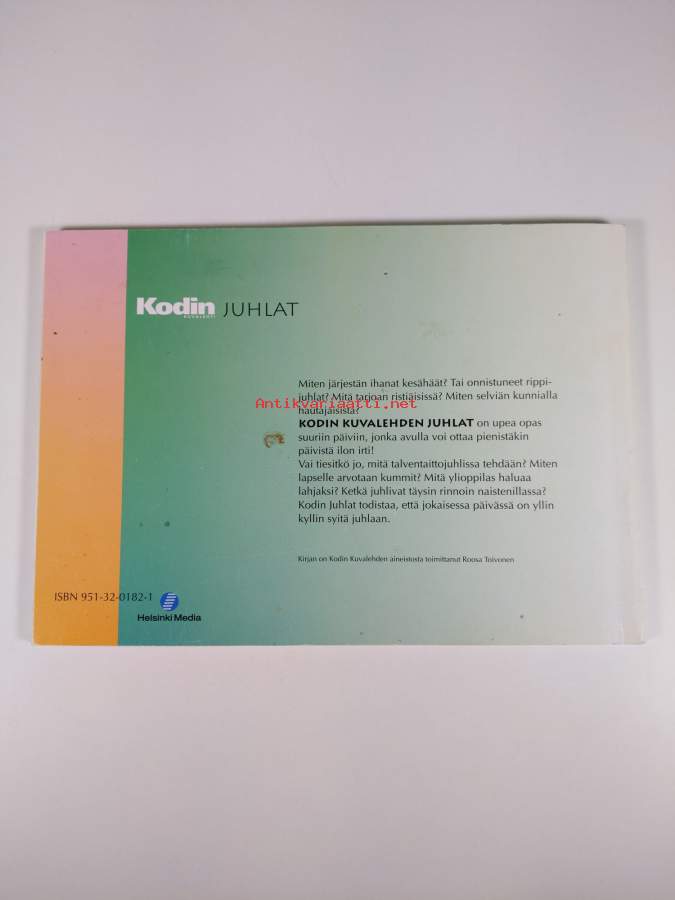 Kodin JUHLAT
KUVALEHTI
Miten järjestän ihanat kesähäät? Tai onnistuneet rippi-
juhlat? Mitä tarjoan ristiäisissä? Miten selviän kunnialla
Antikvariaatti.net
hautajaisista?
KODIN KUVALEHDEN JUHLAT on upea opas
suuriin päiviin, jonka avulla voi ottaa pienistäkin
päivistä ilon irti!
Vai tiesitkö jo, mitä talventaittojuhlissa tehdään? Miten
lapselle arvotaan kummit? Mitä ylioppilas haluaa
lahjaksi? Ketkä juhlivat täysin rinnoin naistenillassa?
Kodin Juhlat todistaa, että jokaisessa päivässä on yllin
kyllin syitä juhlaan.
Kirjan on Kodin Kuvalehden aineistosta toimittanut Roosa Toivonen
ISBN 951-32-0182-1
Helsinki Media